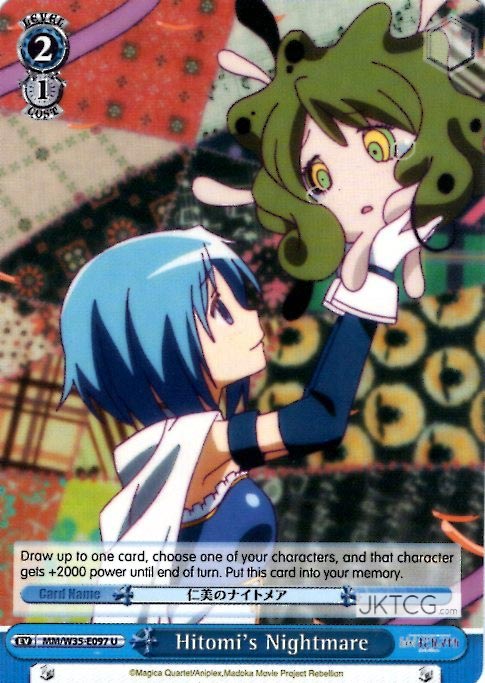 LEVEL
2
1
COST
Draw up to one card, choose one of your characters, and that character
gets +2000 power until end of turn. Put this card into your memory.
Card Name
仁美のナイトメア
JKTCG.com
EV
MM/W35-E097 U
Hitomi's Nightmare
©Magica Quartet/Aniplex,Madoka Movie Project Rebellion